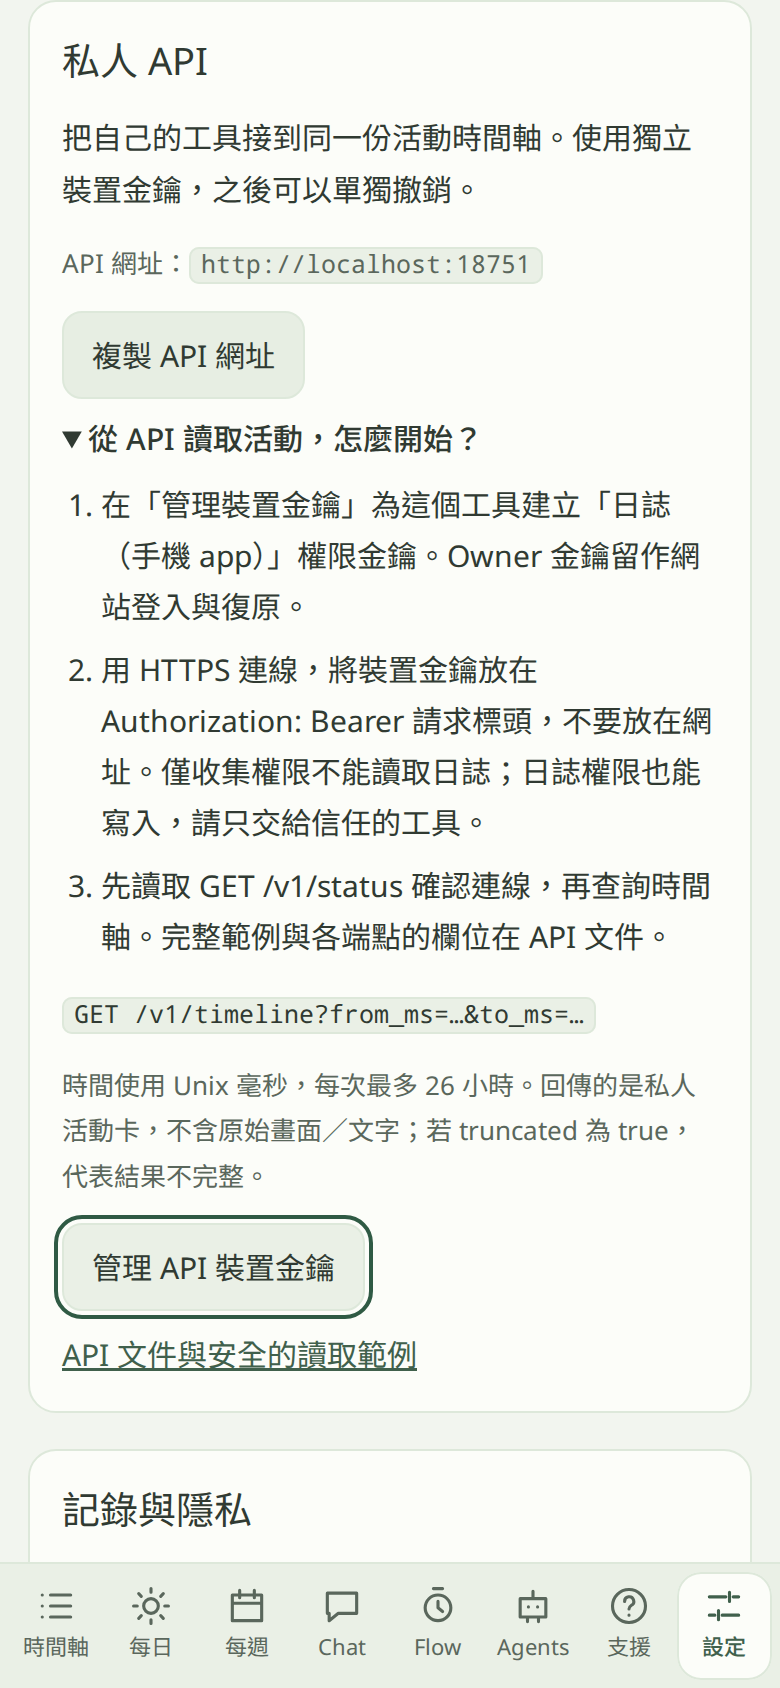 私人 API
把自己的工具接到同一份活動時間軸。使用獨立
裝置金鑰，之後可以單獨撤銷。
API 網址：http://localhost:18751
複製 API 網址
▼從 API 讀取活動，怎麼開始？
1. 在「管理裝置金鑰」為這個工具建立「日誌
（手機 app）」權限金鑰。Owner 金鑰留作網
站登入與復原。
2. 用 HTTPS 連線，將裝置金鑰放在
Authorization: Bearer 請求標頭，不要放在網
址。僅收集權限不能讀取日誌；日誌權限也能
寫入，請只交給信任的工具。
3. 先讀取 GET /v1/status 確認連線，再查詢時間
軸。完整範例與各端點的欄位在 API 文件。
GET /v1/timeline?from_ms=…&to_ms=…
時間使用 Unix 毫秒，每次最多 26 小時。回傳的是私人
活動卡，不含原始畫面／文字；若 truncated 為 true，
代表結果不完整。
管理 API 裝置金鑰
API 文件與安全的讀取範例
記錄與隱私
時間軸 每日 每週 Chat Flow Agents 支援 設定